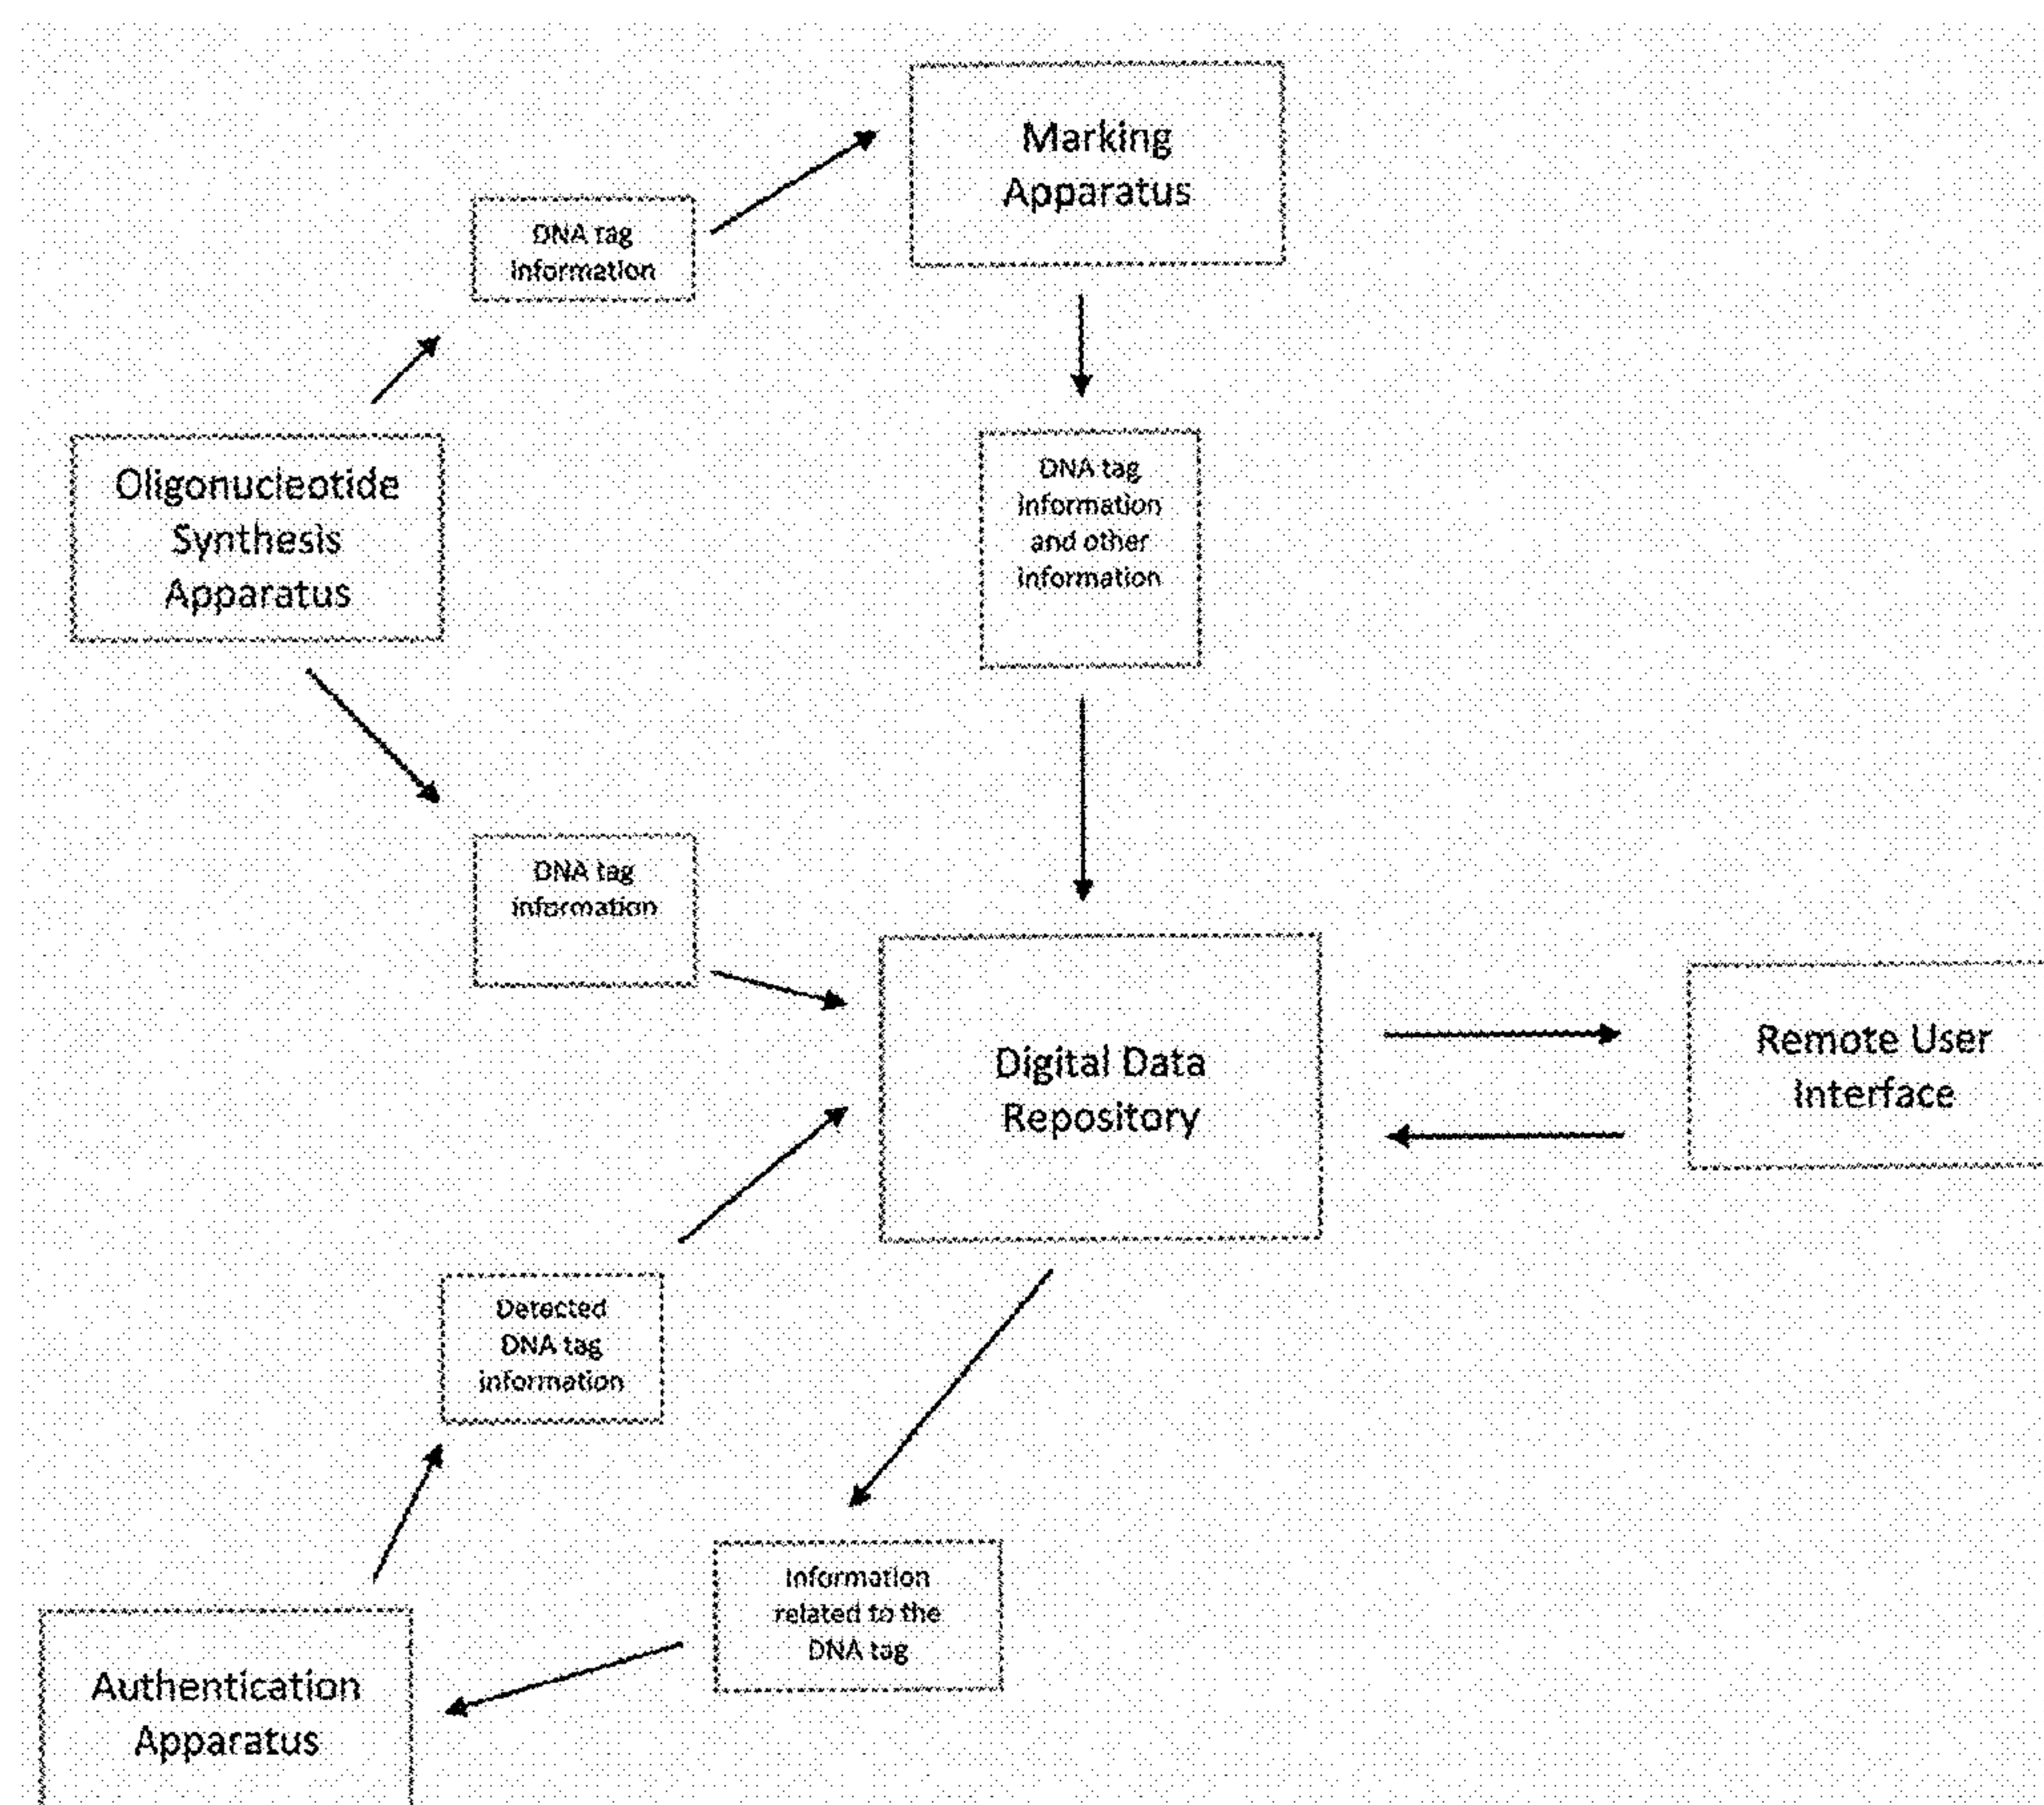 Marking
Apparatus
DNA tag
information
Oligonucleotide
Synthesis
Apparatus
DNA tag
information
and other
information
DNA tag
information
Digital Data
Repository
Remote User
Interface
Detected
DNA tag
information
Information
related to the
DNA tag
Authentication
Apparatus